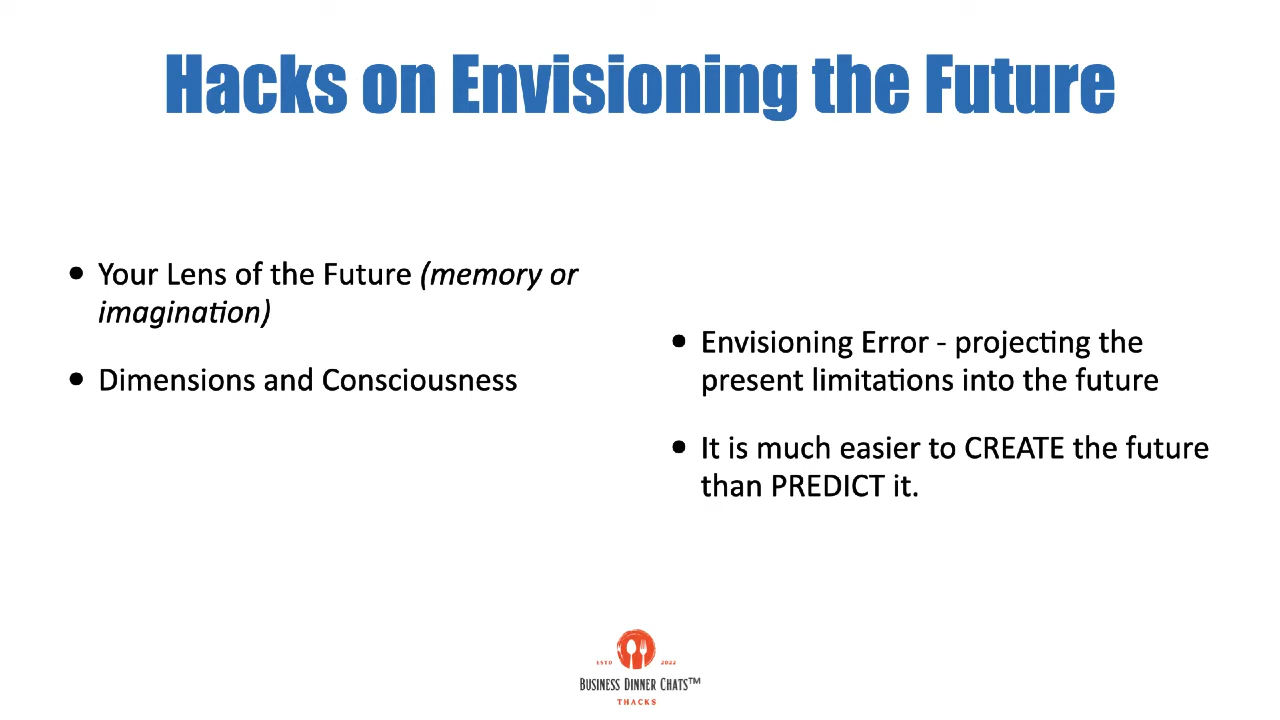 Hacks on Envisioning the Future
• Your Lens of the Future (memory or
imagination)
• Dimensions and Consciousness
• Envisioning Error - projecting the
present limitations into the future
• It is much easier to CREATE the future
than PREDICT it.
ESTD 2022
BUSINESS DINNER CHATS™
THACKS